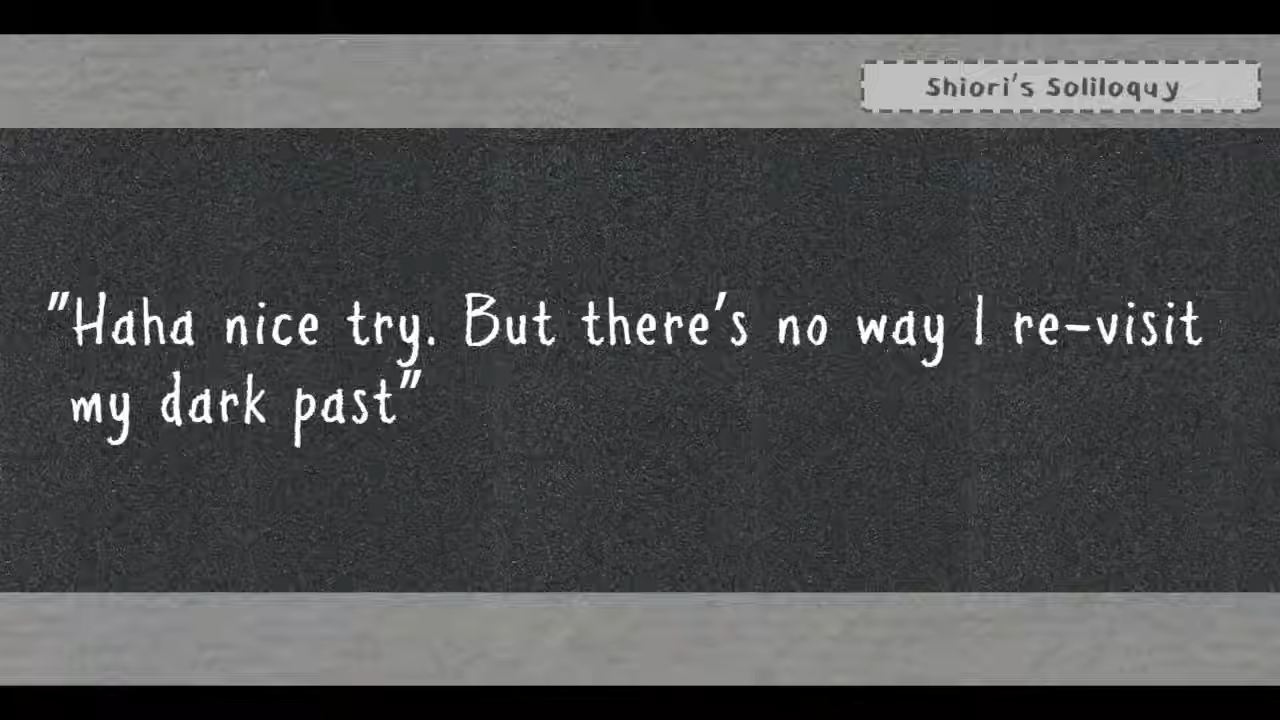 Shiori's Soliloquy
"Haha nice try. But there's no way I re-visit
my dark past"